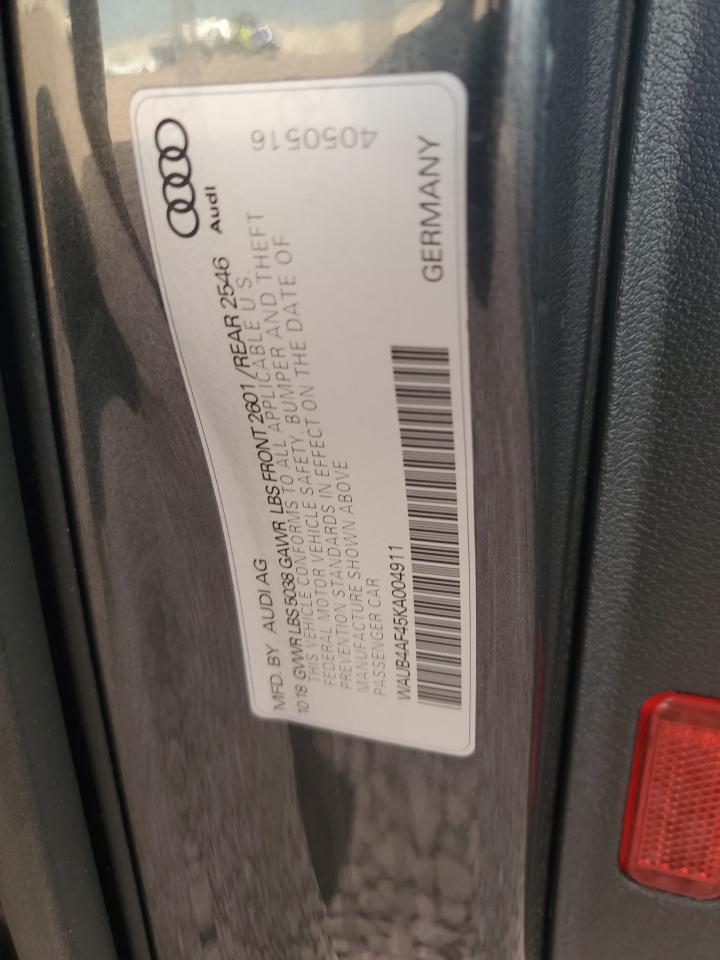 Audi
4050516
MFD. BY. AUDI AG
10 18 GVWR LBS 5038 GAWR LBS FRONT 2601 /REAR 2546
THIS VEHICLE CONFORMS TO ALL APPLICABLE U.S.
FEDERAL MOTOR VEHICLE SAFETY. BUMPER AND THEFT
PREVENTION STANDARDS IN EFFECT ON THE DATE OF
MANUFACTURE SHOWN ABOVE
PASSENGER CAR
GERMANY
WAUB4AF45KA004911